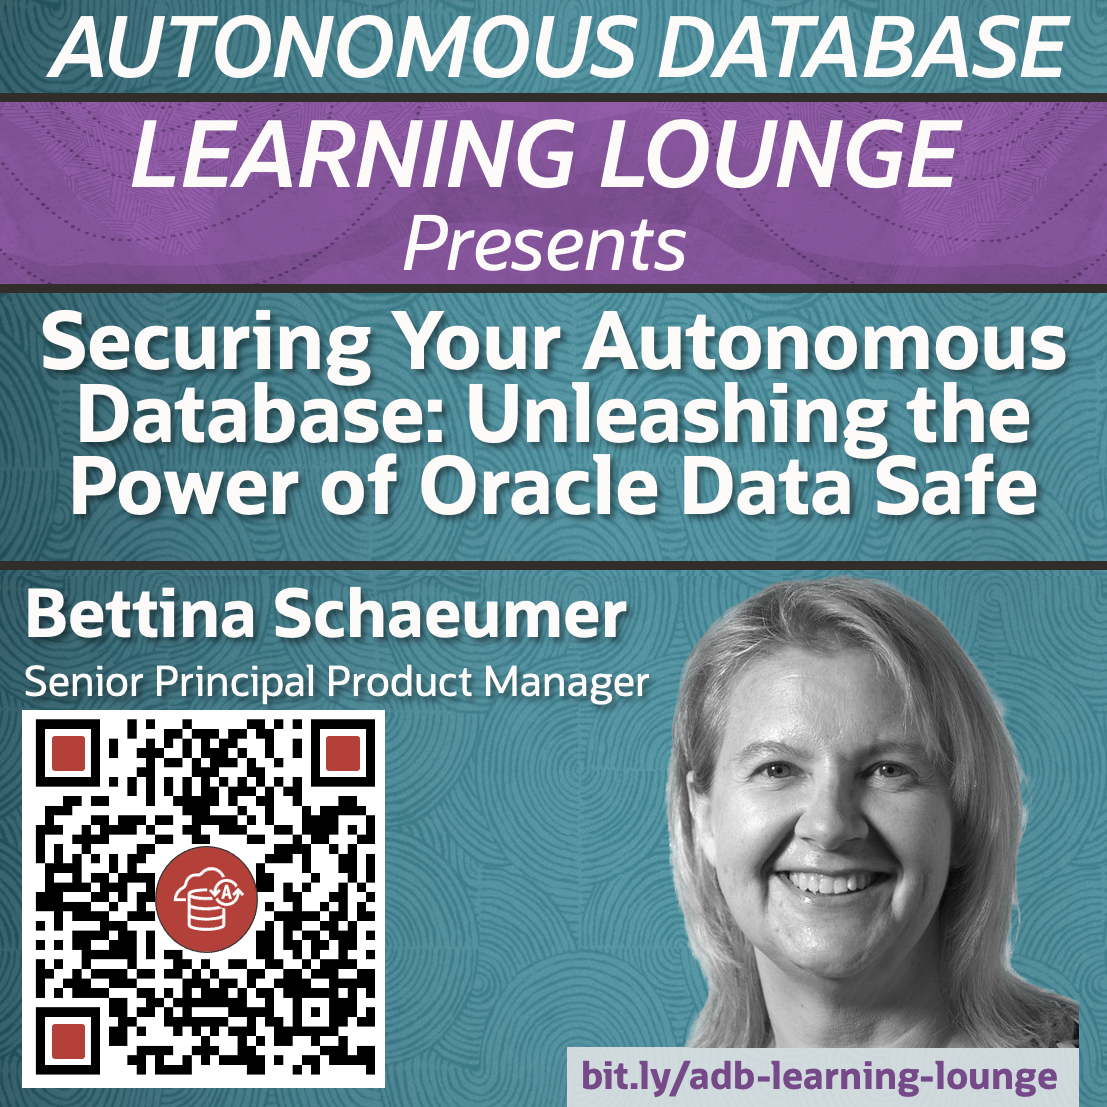 AUTONOMOUS DATABASE
LEARNING LOUNGE
Presents
Securing Your Autonomous
Database: Unleashing the
Power of Oracle Data Safe
Bettina Schaeumer
Senior Principal Product Manager
A
bit.ly/adb-learning-lounge